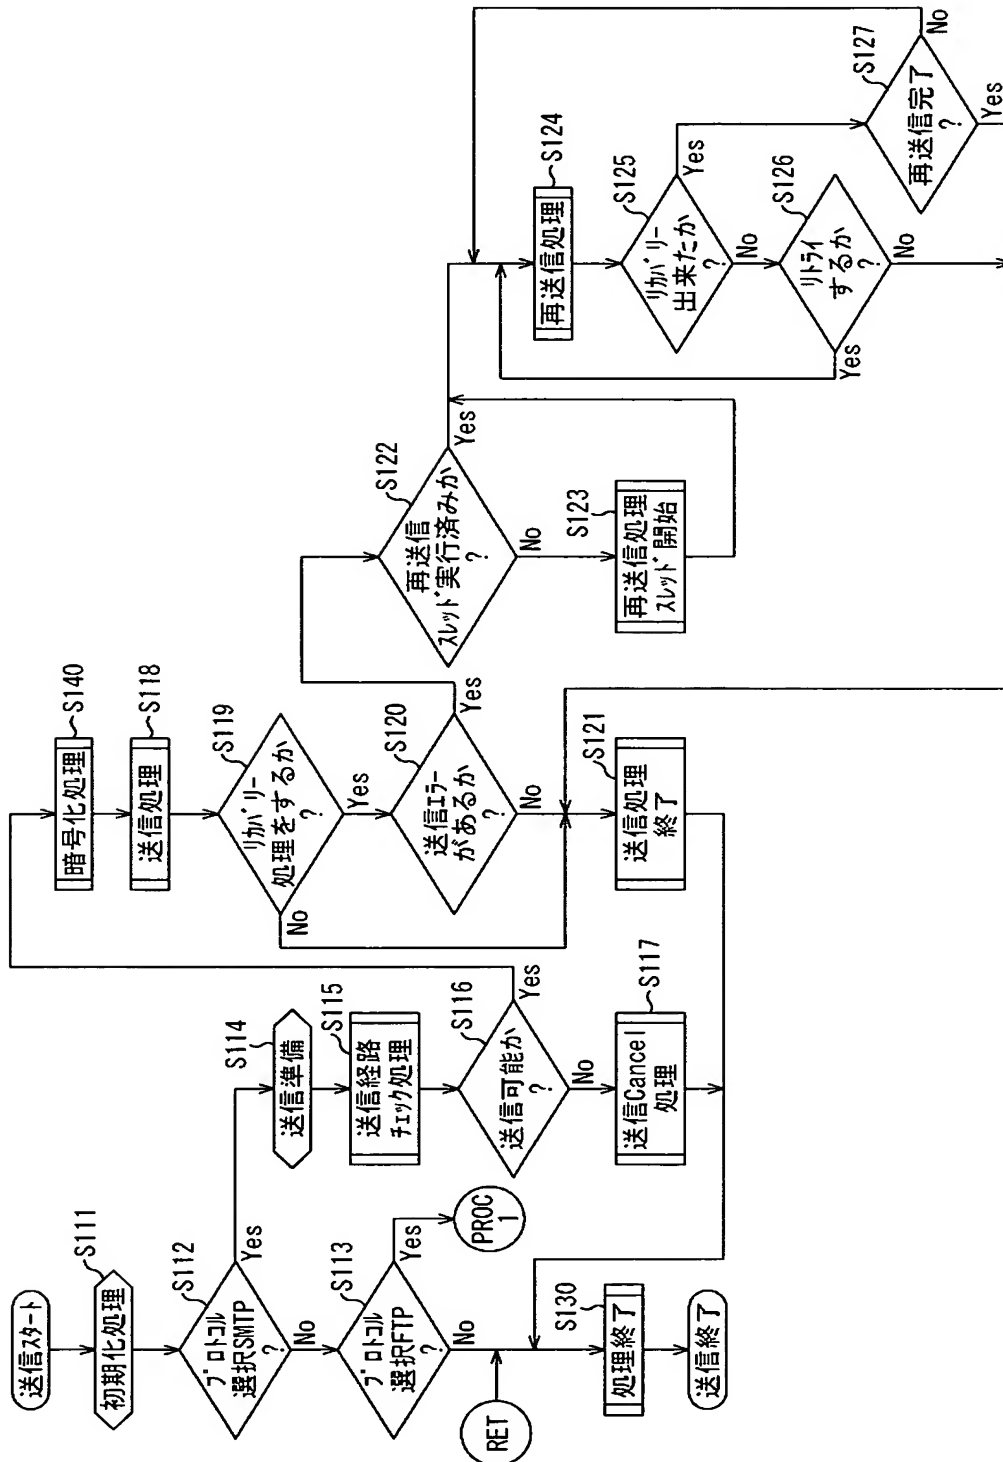 送信スタート
S111
初期化処理
S112
プロトコル
選択SMTP
?
Yes
No
S113
プロトコル
選択FTP
?
Yes
No
PROC
1
RET
S130
処理終了
送信終了
S114
送信準備
S115
送信経路
チェック処理
S116
送信可能か
?
Yes
No
S117
送信Cancel
処理
S140
暗号化処理
S118
送信処理
S119
リカバリー
処理をするか
?
Yes
No
S120
送信エラー
があるか
?
Yes
No
S121
送信処理
終了
S122
再送信
スレッド実行済みか
?
Yes
No
S123
再送信処理
スレッド開始
S124
再送信処理
S125
リカバリー
出来たか
?
Yes
No
S126
リトライ
するか
?
Yes
No
S127
再送信完了
?
No
Yes